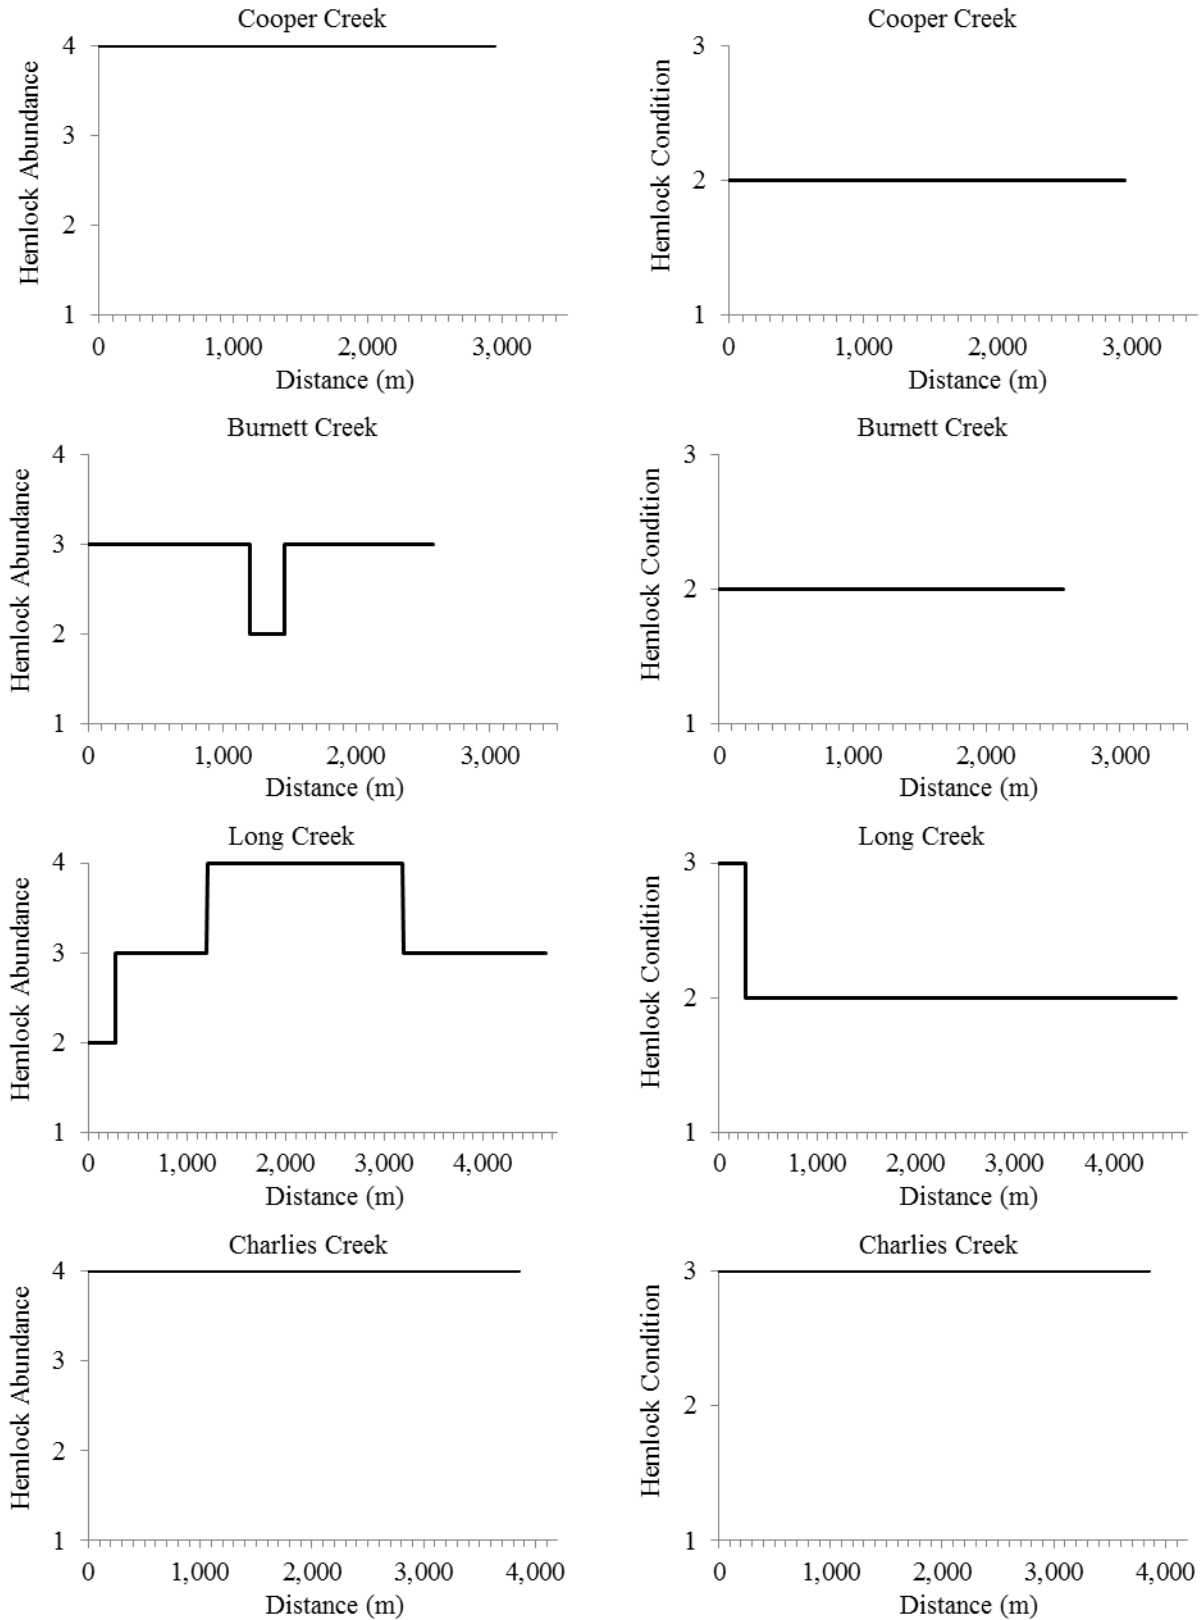 Cooper Creek
Hemlock Abundance
4
3
2
1
0 1,000 2,000 3,000
Distance (m)
Cooper Creek
Hemlock Condition
3
2
1
0 1,000 2,000 3,000
Distance (m)
Burnett Creek
Hemlock Abundance
4
3
2
1
0 1,000 2,000 3,000
Distance (m)
Burnett Creek
Hemlock Condition
3
2
1
0 1,000 2,000 3,000
Distance (m)
Long Creek
Hemlock Abundance
4
3
2
1
0 1,000 2,000 3,000 4,000
Distance (m)
Long Creek
Hemlock Condition
3
2
1
0 1,000 2,000 3,000 4,000
Distance (m)
Charlies Creek
Hemlock Abundance
4
3
2
1
0 1,000 2,000 3,000 4,000
Distance (m)
Charlies Creek
Hemlock Condition
3
2
1
0 1,000 2,000 3,000 4,000
Distance (m)